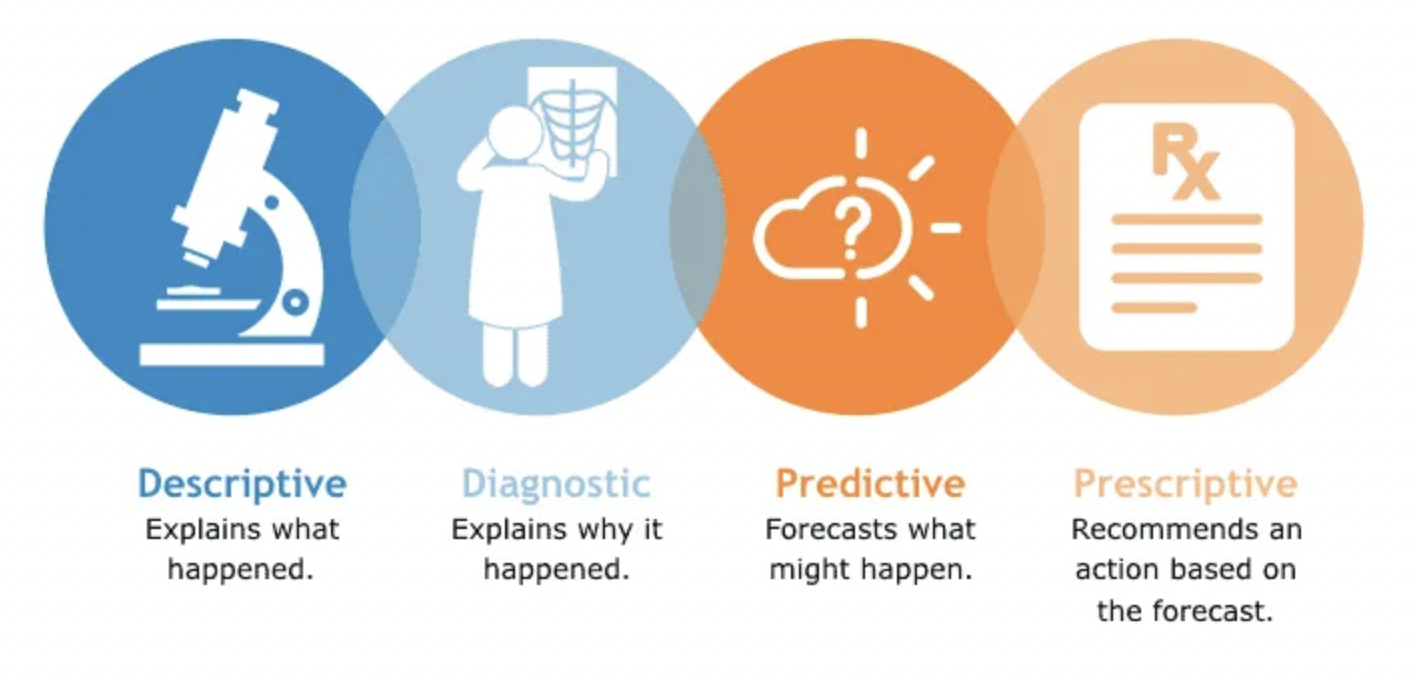 ?
Rx
Descriptive
Explains what
happened.
Diagnostic
Explains why it
happened.
Predictive
Forecasts what
might happen.
Prescriptive
Recommends an
action based on
the forecast.